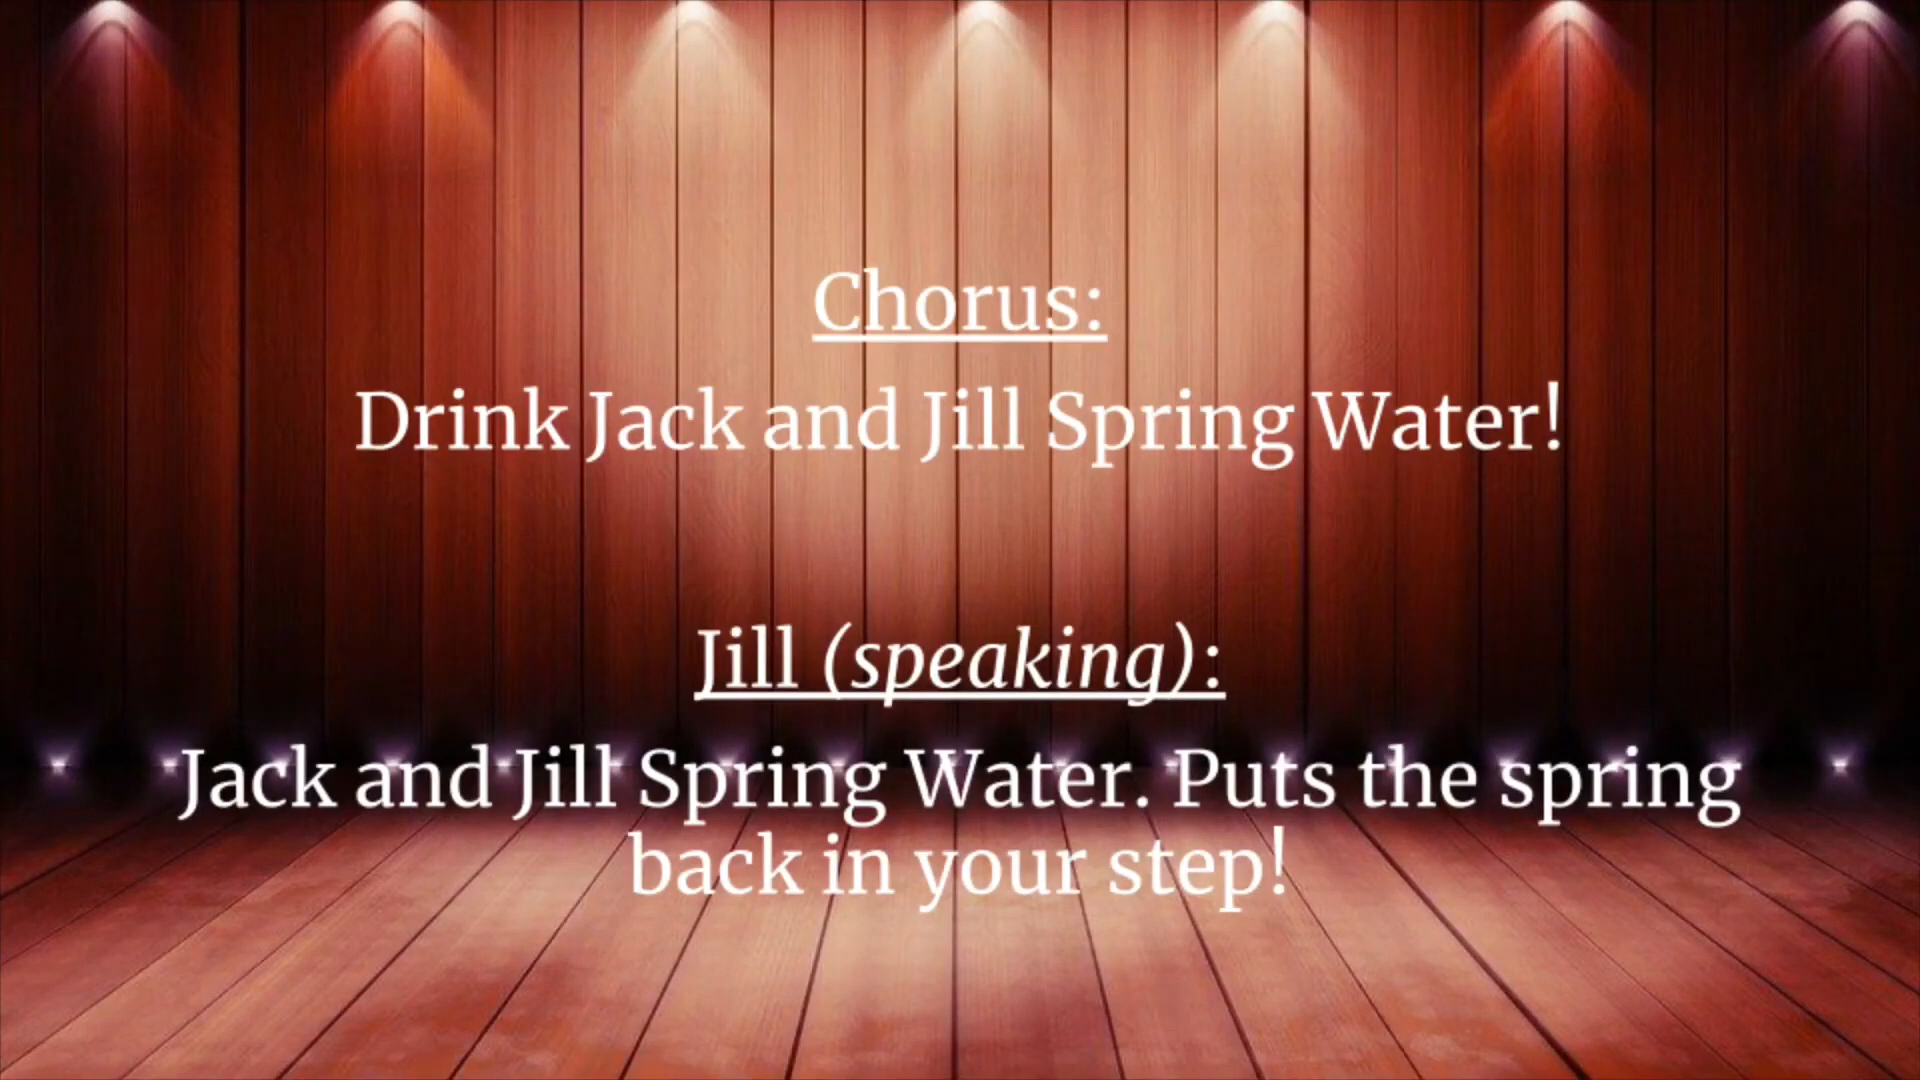 Chorus:
Drink Jack and Jill Spring Water!
Jill (speaking):
Jack and Jill Spring Water. Puts the spring
back in your step!